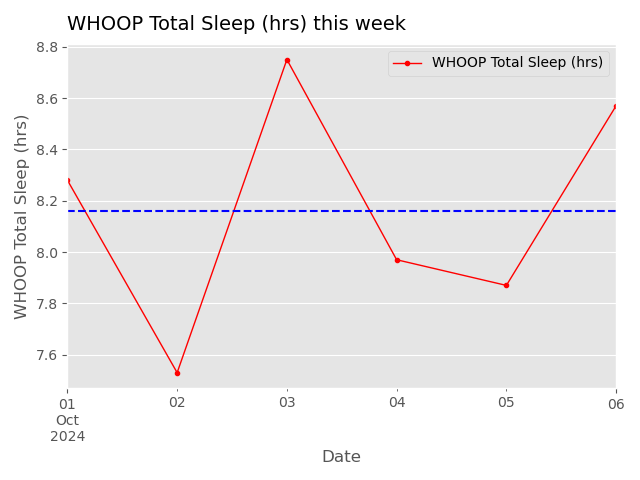 WHOOP Total Sleep (hrs) this week
WHOOP Total Sleep (hrs)
WHOOP Total Sleep (hrs)
8.8
8.6
8.4
8.2
8.0
7.8
7.6
01 02 03 04 05 06
Oct
2024
Date